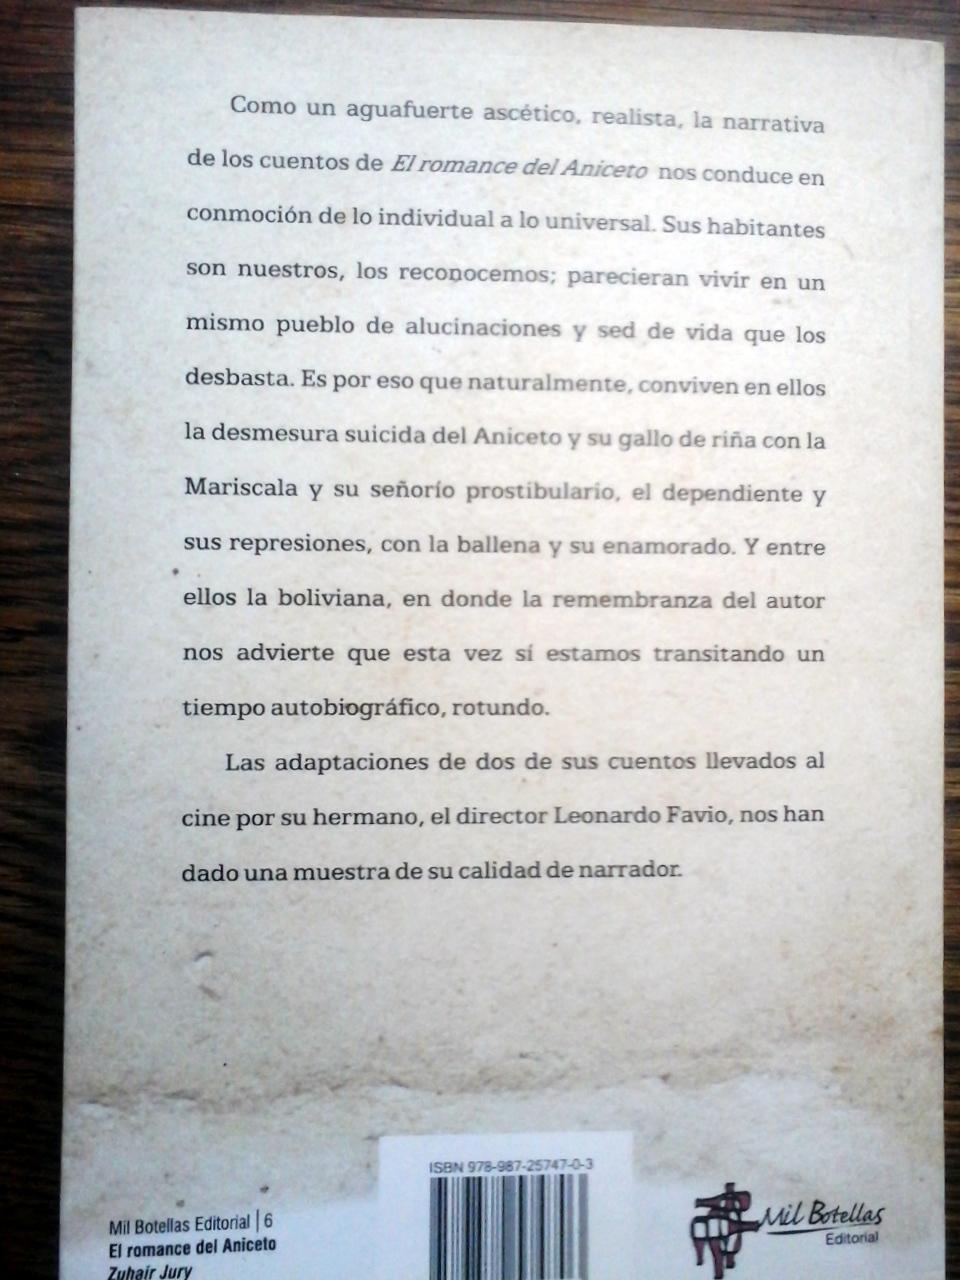 Como un aguafuerte ascético, realista, la narrativa
de los cuentos de El romance del Aniceto nos conduce en
conmoción de lo individual a lo universal. Sus habitantes
son nuestros, los reconocemos; parecieran vivir en un
mismo pueblo de alucinaciones y sed de vida que los
desbasta. Es por eso que naturalmente, conviven en ellos
la desmesura suicida del Aniceto y su gallo de riña con la
Mariscala y su señorío prostibulario, el dependiente y
sus represiones, con la ballena y su enamorado. Y entre
ellos la boliviana, en donde la remembranza del autor
nos advierte que esta vez sí estamos transitando un
tiempo autobiográfico, rotundo.
Las adaptaciones de dos de sus cuentos llevados al
cine por su hermano, el director Leonardo Favio, nos han
dado una muestra de su calidad de narrador.
ISBN 978-987-25747-0-3
Mil Botellas Editorial | 6
El romance del Aniceto
Zuhair Jury
Mil Botellas
Editorial